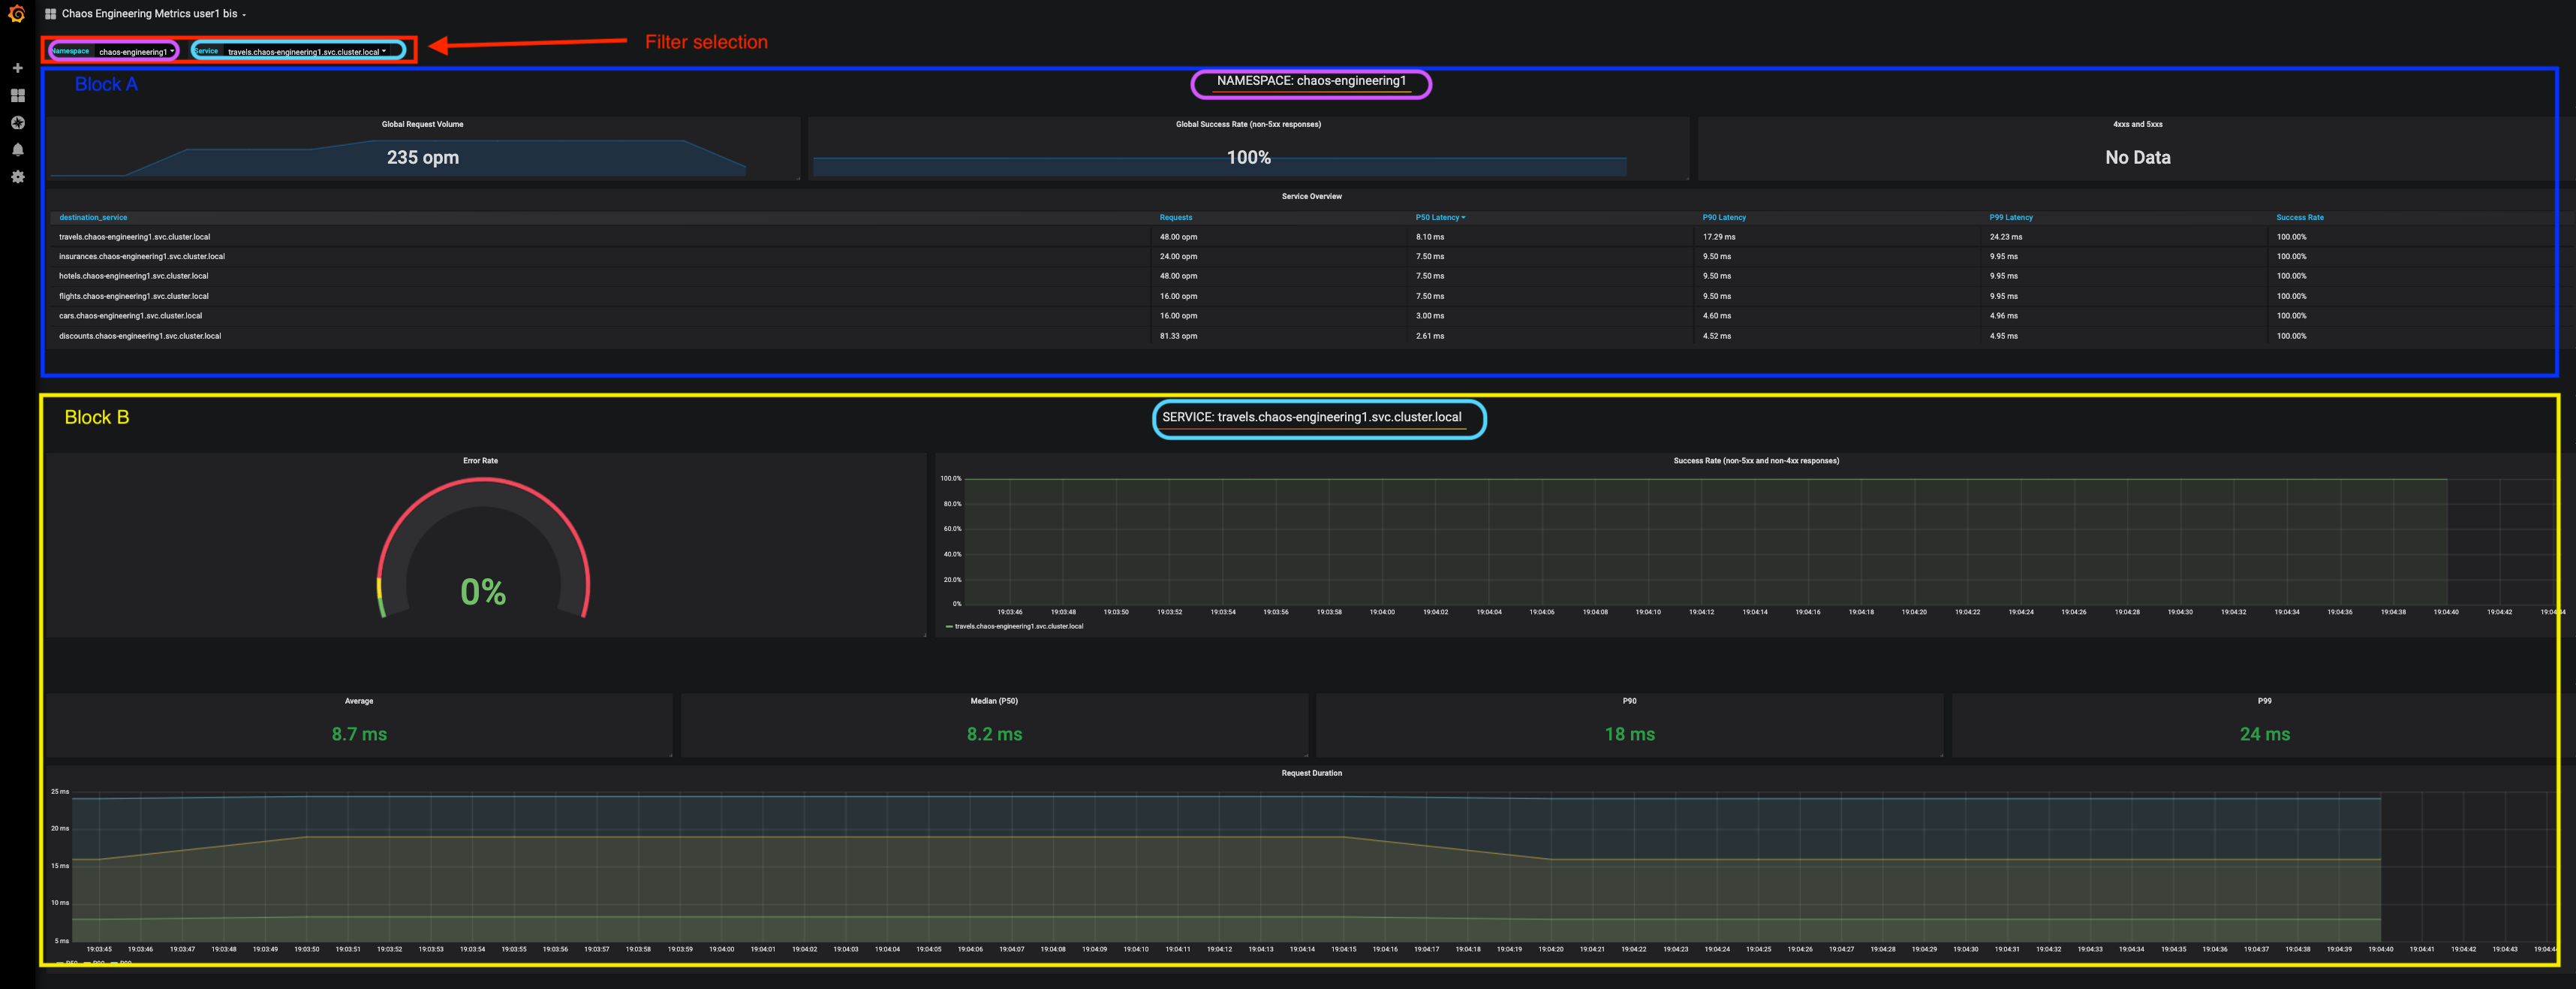 Chaos Engineering Metrics user1 bis
Namespace chaos-engineering1 Service travels.chaos-engineering1.svc.cluster.local
Filter selection
Block A
NAMESPACE: chaos-engineering1
Global Request Volume
235 opm
Global Success Rate (non-5xx responses)
100%
4xxs and 5xxs
No Data
Service Overview
destination_service Requests P50 Latency P90 Latency P99 Latency Success Rate
travels.chaos-engineering1.svc.cluster.local 48.00 opm 8.10 ms 17.29 ms 24.23 ms 100.00%
insurances.chaos-engineering1.svc.cluster.local 24.00 opm 7.50 ms 9.50 ms 9.95 ms 100.00%
hotels.chaos-engineering1.svc.cluster.local 48.00 opm 7.50 ms 9.50 ms 9.95 ms 100.00%
flights.chaos-engineering1.svc.cluster.local 16.00 opm 7.50 ms 9.50 ms 9.95 ms 100.00%
cars.chaos-engineering1.svc.cluster.local 16.00 opm 3.00 ms 4.60 ms 4.96 ms 100.00%
discounts.chaos-engineering1.svc.cluster.local 81.33 opm 2.61 ms 4.52 ms 4.95 ms 100.00%
Block B
SERVICE: travels.chaos-engineering1.svc.cluster.local
Error Rate
0%
Success Rate (non-5xx and non-4xx responses)
100.0%
80.0%
60.0%
40.0%
20.0%
0%
19:03:46 19:03:48 19:03:50 19:03:52 19:03:54 19:03:56 19:03:58 19:04:00 19:04:02 19:04:04 19:04:06 19:04:08 19:04:10 19:04:12 19:04:14 19:04:16 19:04:18 19:04:20 19:04:22 19:04:24 19:04:26 19:04:28 19:04:30 19:04:32 19:04:34 19:04:36 19:04:38 19:04:40 19:04:42 19:04:44
travels.chaos-engineering1.svc.cluster.local
Average
8.7 ms
Median (P50)
8.2 ms
P90
18 ms
P99
24 ms
Request Duration
25 ms
20 ms
15 ms
10 ms
5 ms
19:03:45 19:03:46 19:03:47 19:03:48 19:03:49 19:03:50 19:03:51 19:03:52 19:03:53 19:03:54 19:03:55 19:03:56 19:03:57 19:03:58 19:03:59 19:04:00 19:04:01 19:04:02 19:04:03 19:04:04 19:04:05 19:04:06 19:04:07 19:04:08 19:04:09 19:04:10 19:04:11 19:04:12 19:04:13 19:04:14 19:04:15 19:04:16 19:04:17 19:04:18 19:04:19 19:04:20 19:04:21 19:04:22 19:04:23 19:04:24 19:04:25 19:04:26 19:04:27 19:04:28 19:04:29 19:04:30 19:04:31 19:04:32 19:04:33 19:04:34 19:04:35 19:04:36 19:04:37 19:04:38 19:04:39 19:04:40 19:04:41 19:04:42 19:04:43